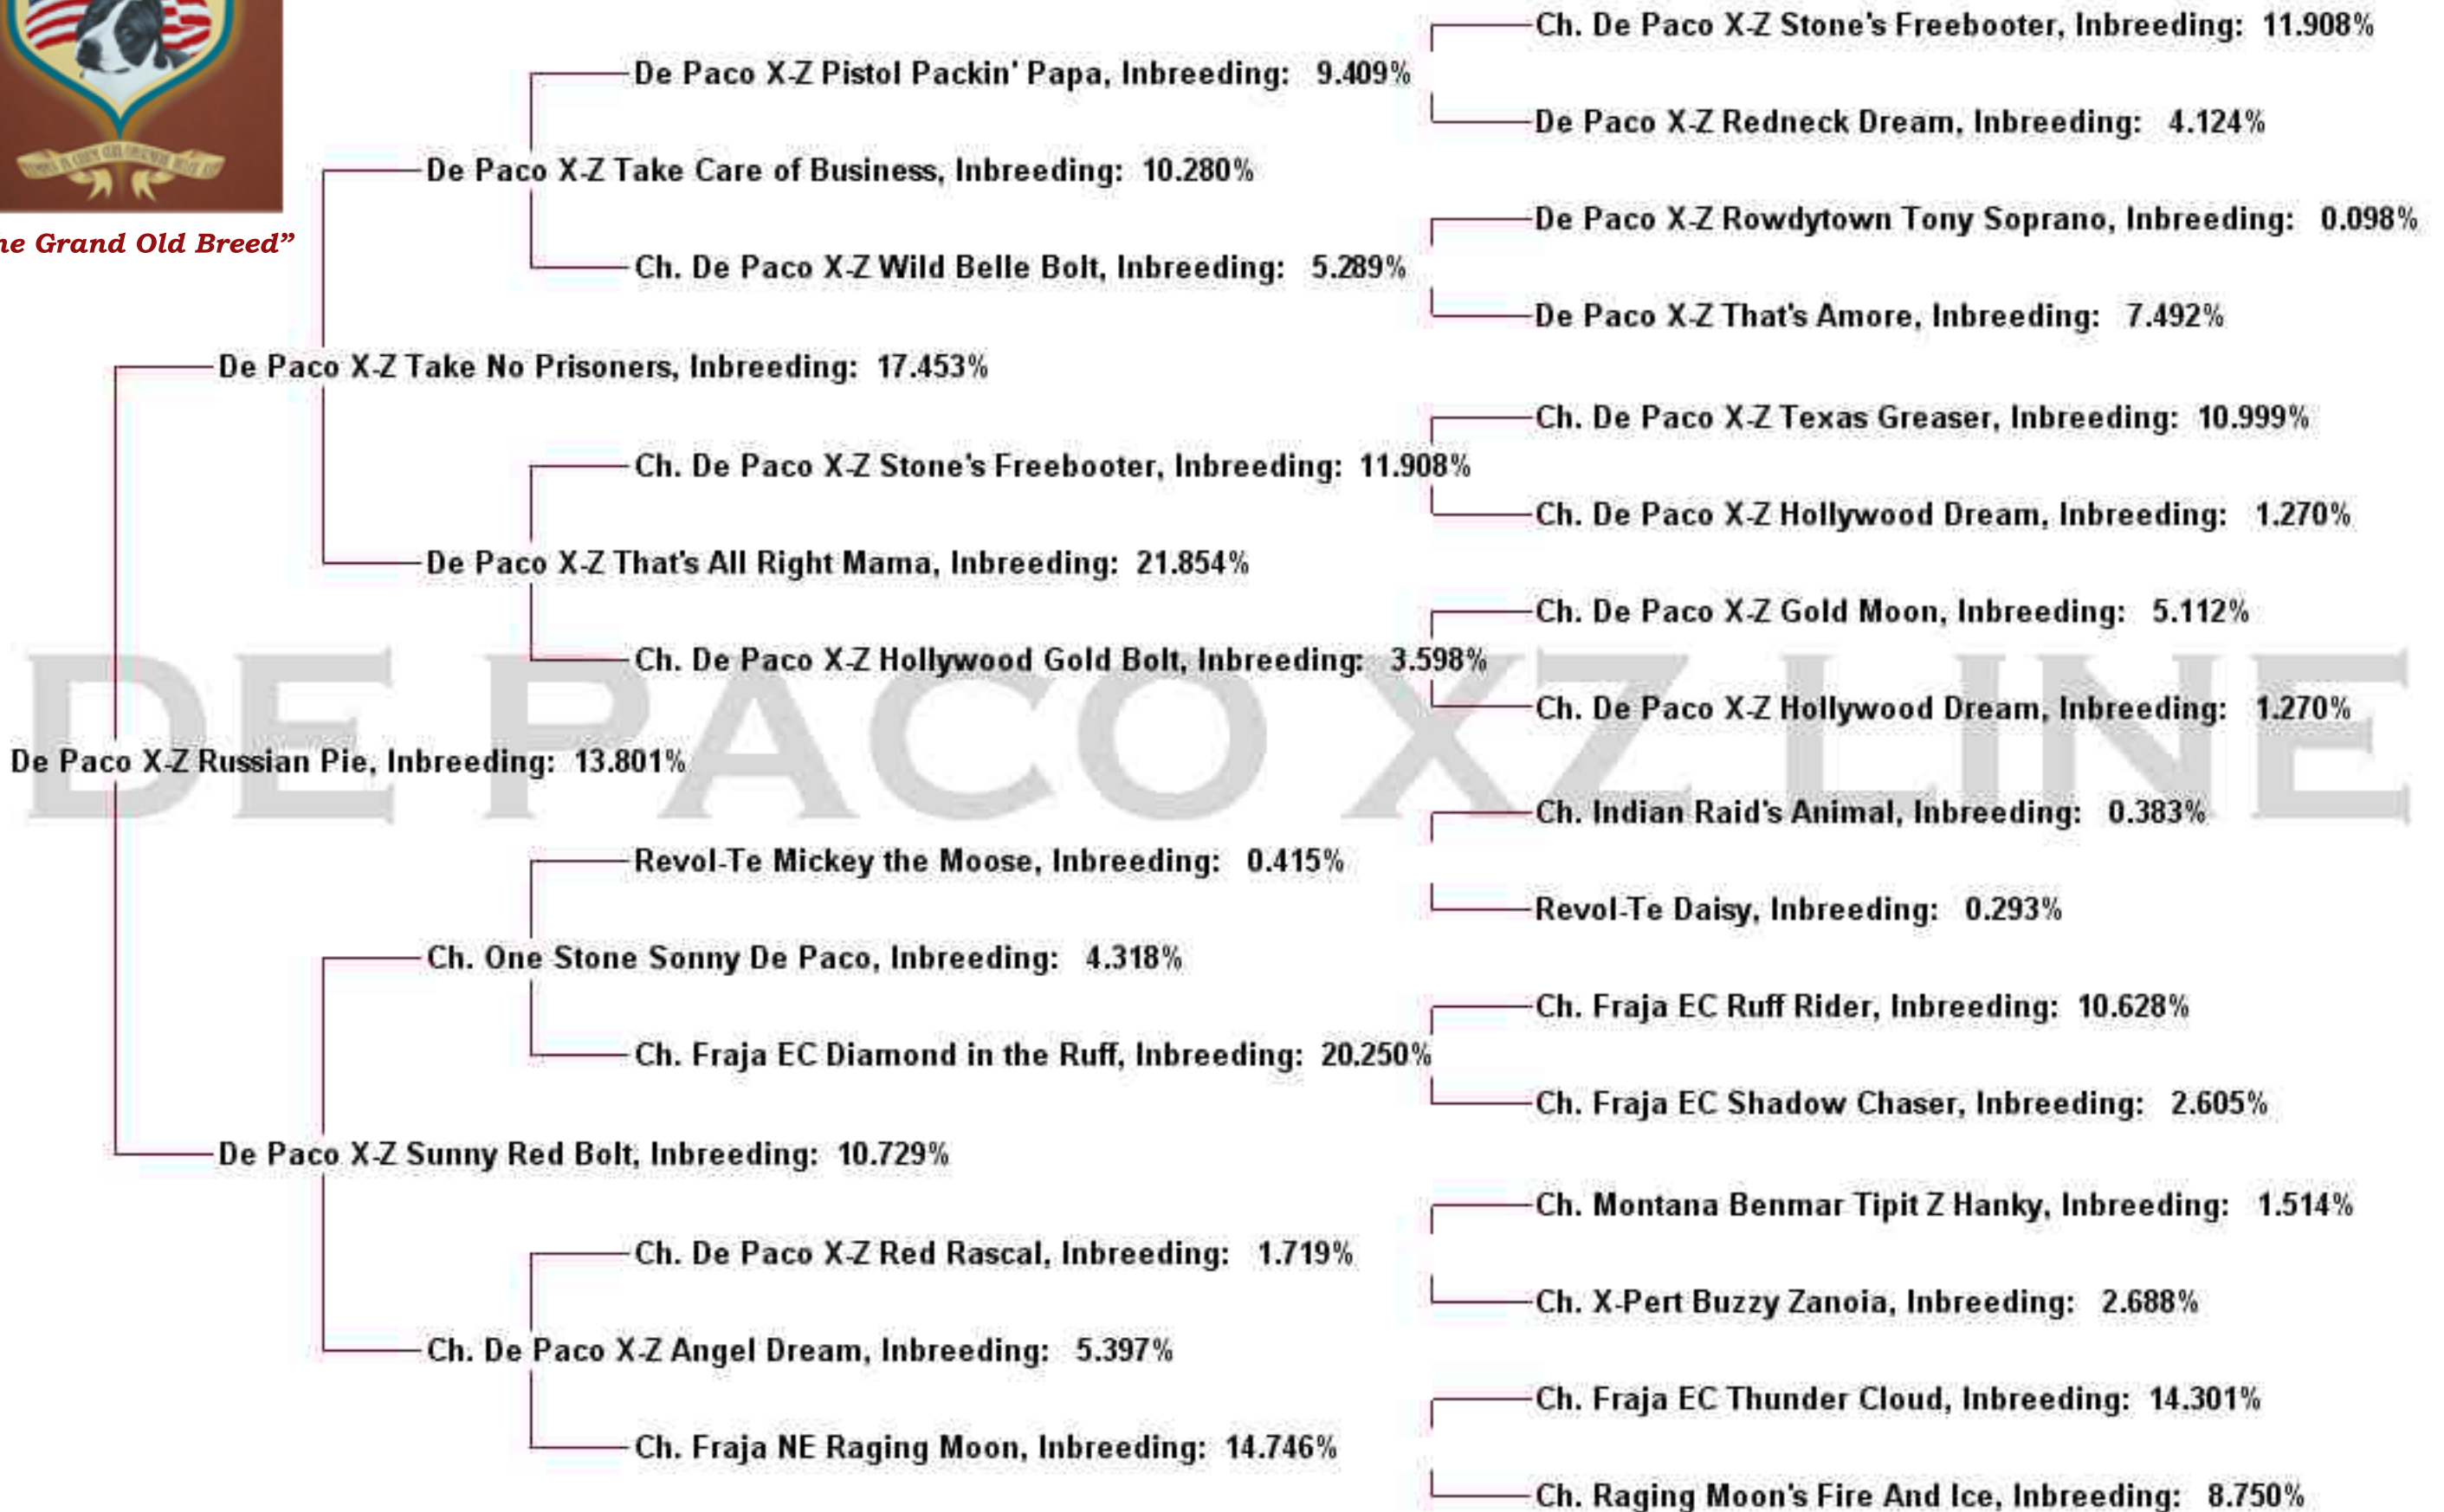 Ch. De Paco X-Z Stone's Freebooter, Inbreeding: 11.908%
De Paco X-Z Pistol Packin' Papa, Inbreeding: 9.409%
De Paco X-Z Redneck Dream, Inbreeding: 4.124%
De Paco X-Z Take Care of Business, Inbreeding: 10.280%
De Paco X-Z Rowdytown Tony Soprano, Inbreeding: 0.098%
Grand Old Breed”
Ch. De Paco X-Z Wild Belle Bolt, Inbreeding: 5.289%
De Paco X-Z That's Amore, Inbreeding: 7.492%
De Paco X-Z Take No Prisoners, Inbreeding: 17.453%
Ch. De Paco X-Z Texas Greaser, Inbreeding: 10.999%
Ch. De Paco X-Z Stone's Freebooter, Inbreeding: 11.908%
Ch. De Paco X-Z Hollywood Dream, Inbreeding: 1.270%
De Paco X-Z That's All Right Mama, Inbreeding: 21.854%
Ch. De Paco X-Z Gold Moon, Inbreeding: 5.112%
Ch. De Paco X-Z Hollywood Gold Bolt, Inbreeding: 3.598%
Ch. De Paco X-Z Hollywood Dream, Inbreeding: 1.270%
DE PACO XZ LINE
De Paco X-Z Russian Pie, Inbreeding: 13.801%
Ch. Indian Raid's Animal, Inbreeding: 0.383%
Revol-Te Mickey the Moose, Inbreeding: 0.415%
Revol-Te Daisy, Inbreeding: 0.293%
Ch. One Stone Sonny De Paco, Inbreeding: 4.318%
Ch. Fraja EC Ruff Rider, Inbreeding: 10.628%
Ch. Fraja EC Diamond in the Ruff, Inbreeding: 20.250%
Ch. Fraja EC Shadow Chaser, Inbreeding: 2.605%
De Paco X-Z Sunny Red Bolt, Inbreeding: 10.729%
Ch. Montana Benmar Tipit Z Hanky, Inbreeding: 1.514%
Ch. De Paco X-Z Red Rascal, Inbreeding: 1.719%
Ch. X-Pert Buzzy Zanoia, Inbreeding: 2.688%
Ch. De Paco X-Z Angel Dream, Inbreeding: 5.397%
Ch. Fraja EC Thunder Cloud, Inbreeding: 14.301%
Ch. Fraja NE Raging Moon, Inbreeding: 14.746%
Ch. Raging Moon's Fire And Ice, Inbreeding: 8.750%